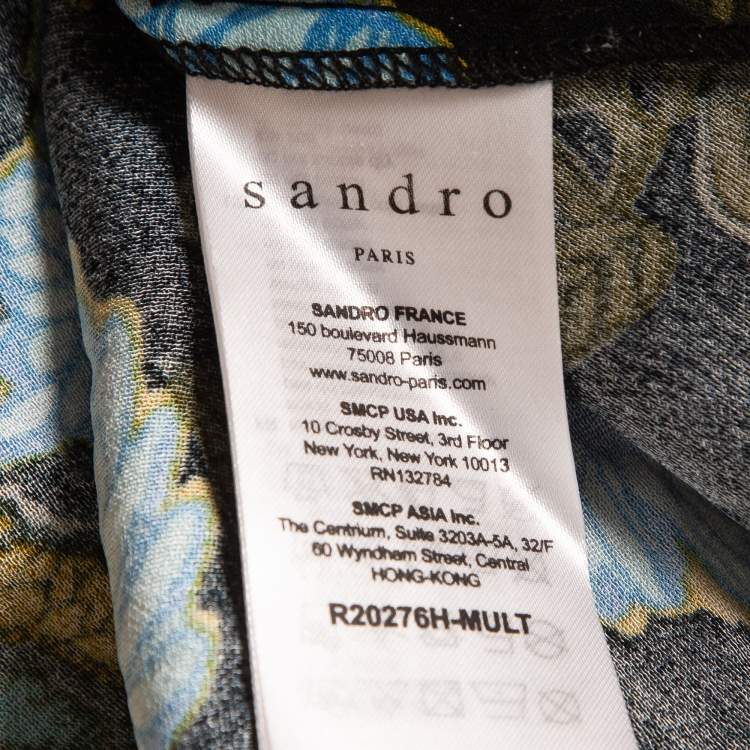 sandro
PARIS
SANDRO FRANCE
150 boulevard Haussmann
75008 Paris
www.sandro-paris.com
SMCP USA Inc.
10 Crosby Street, 3rd Floor
New York, New York 10013
RN132784
SMCP ASIA Inc.
The Centrium, Suite 3203A-5A, 32/F
60 Wyndham Street, Central
HONG-KONG
R20276H-MULT